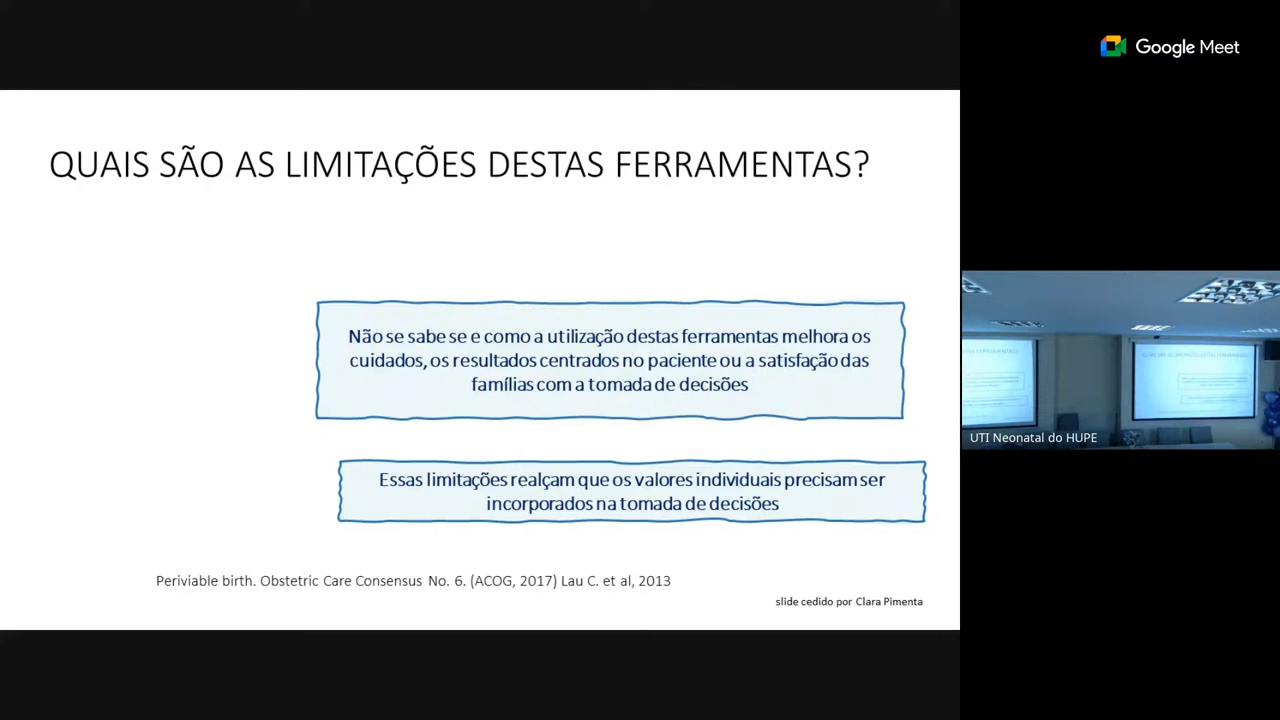 Google Meet
QUAIS SÃO AS LIMITAÇÕES DESTAS FERRAMENTAS?
Não se sabe se e como a utilização destas ferramentas melhora os
cuidados, os resultados centrados no paciente ou a satisfação das
famílias com a tomada de decisões
Essas limitações realçam que os valores individuais precisam ser
incorporados na tomada de decisões
Periviable birth. Obstetric Care Consensus No. 6. (ACOG, 2017) Lau C. et al, 2013
slide cedido por Clara Pimenta
UTI Neonatal do HUPE